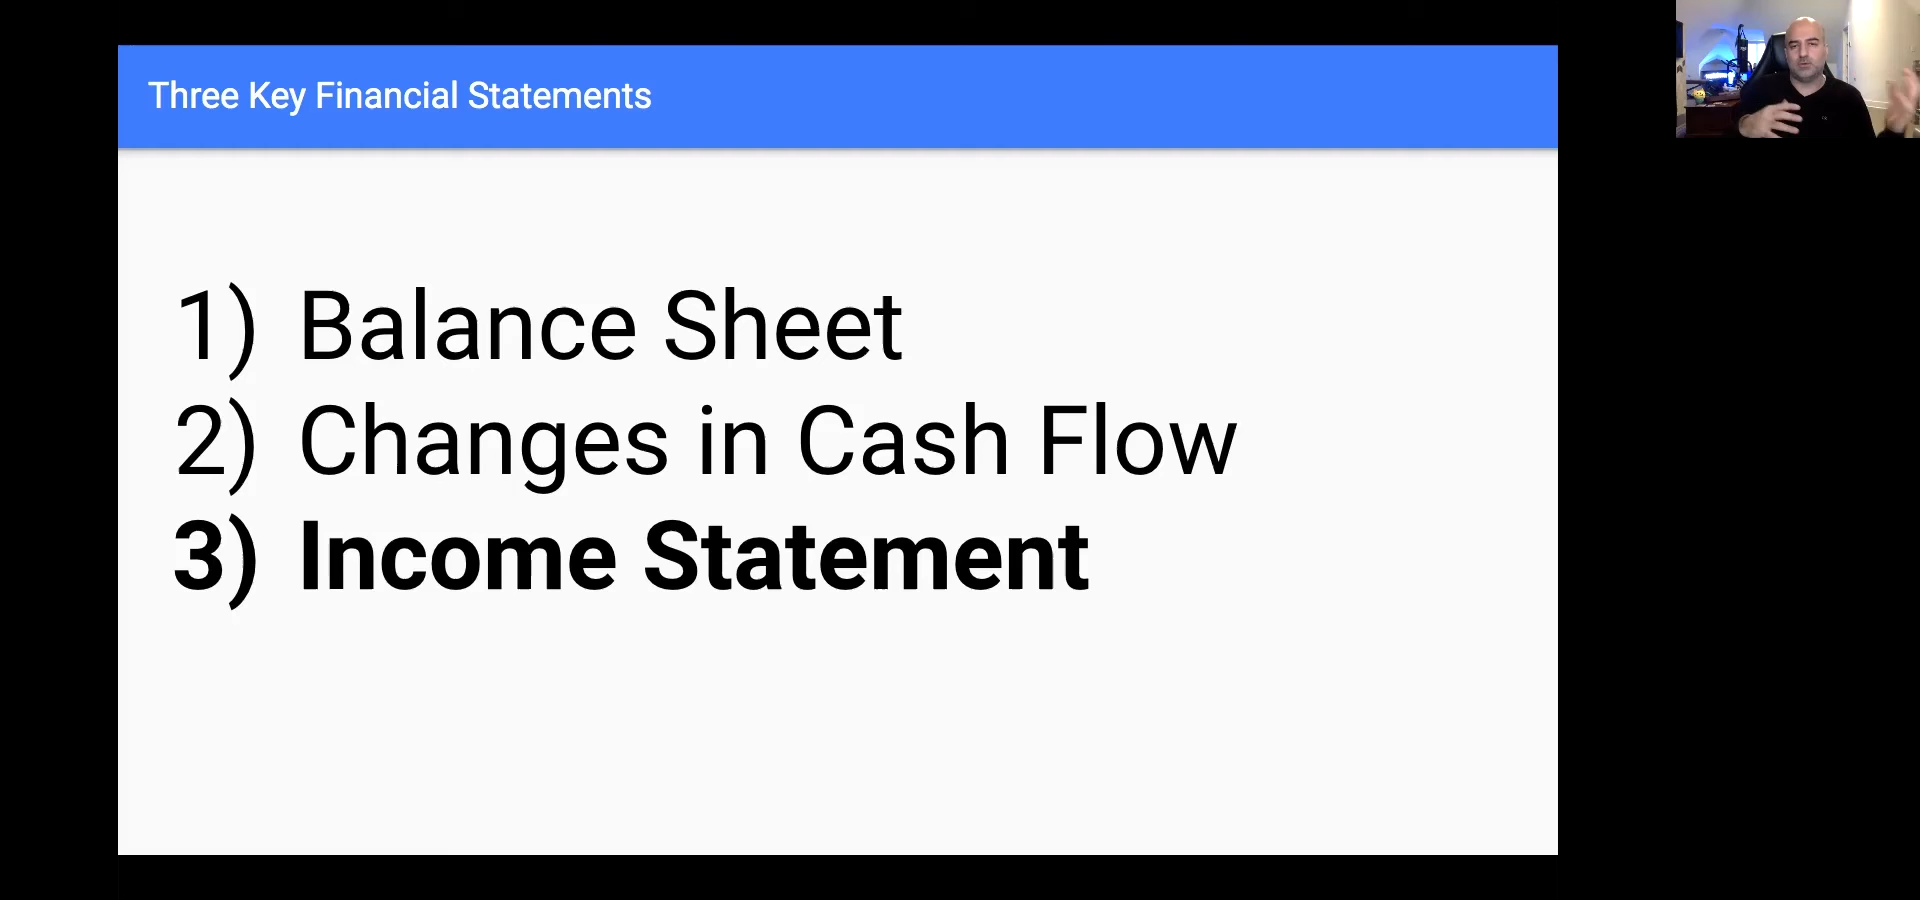 Three Key Financial Statements
1) Balance Sheet
2) Changes in Cash Flow
3) Income Statement